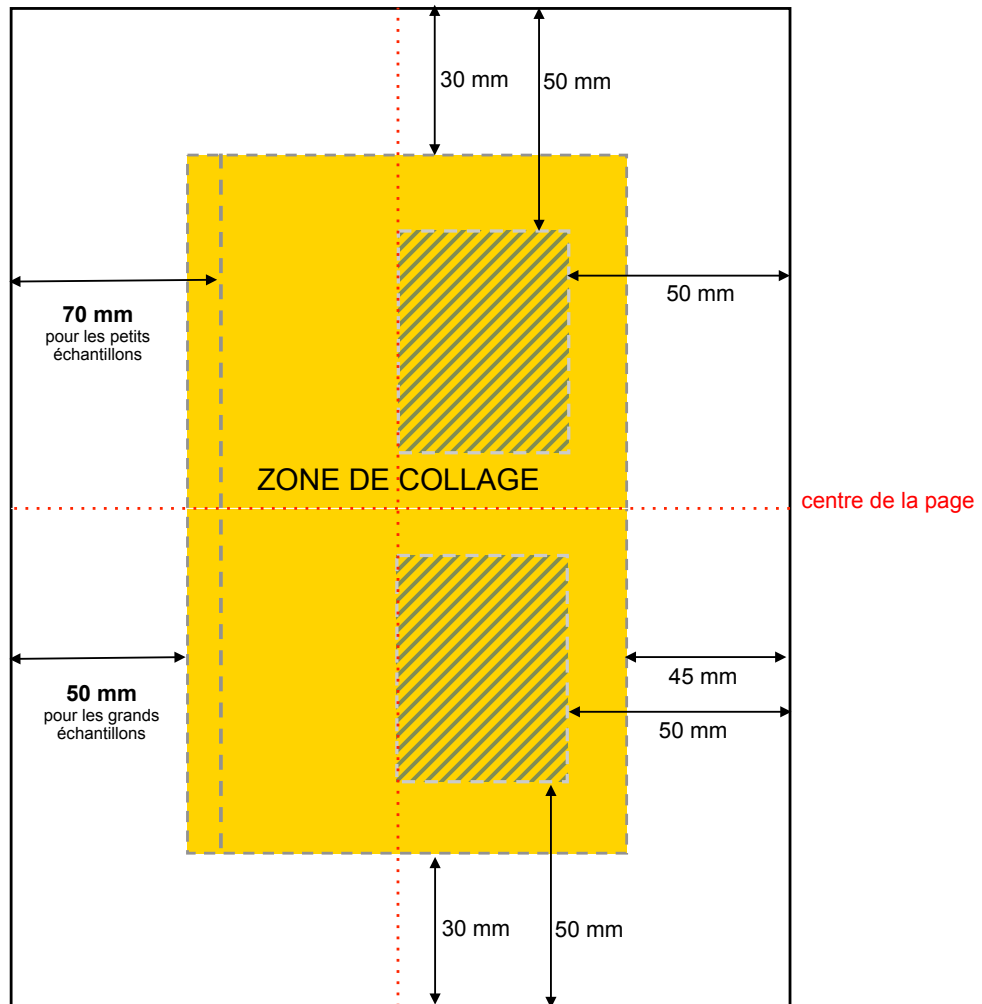 30 mm
50 mm
50 mm
70 mm
pour les petits
échantillons
ZONE DE COLLAGE
centre de la page
45 mm
50 mm
pour les grands
échantillons
50 mm
30 mm
50 mm